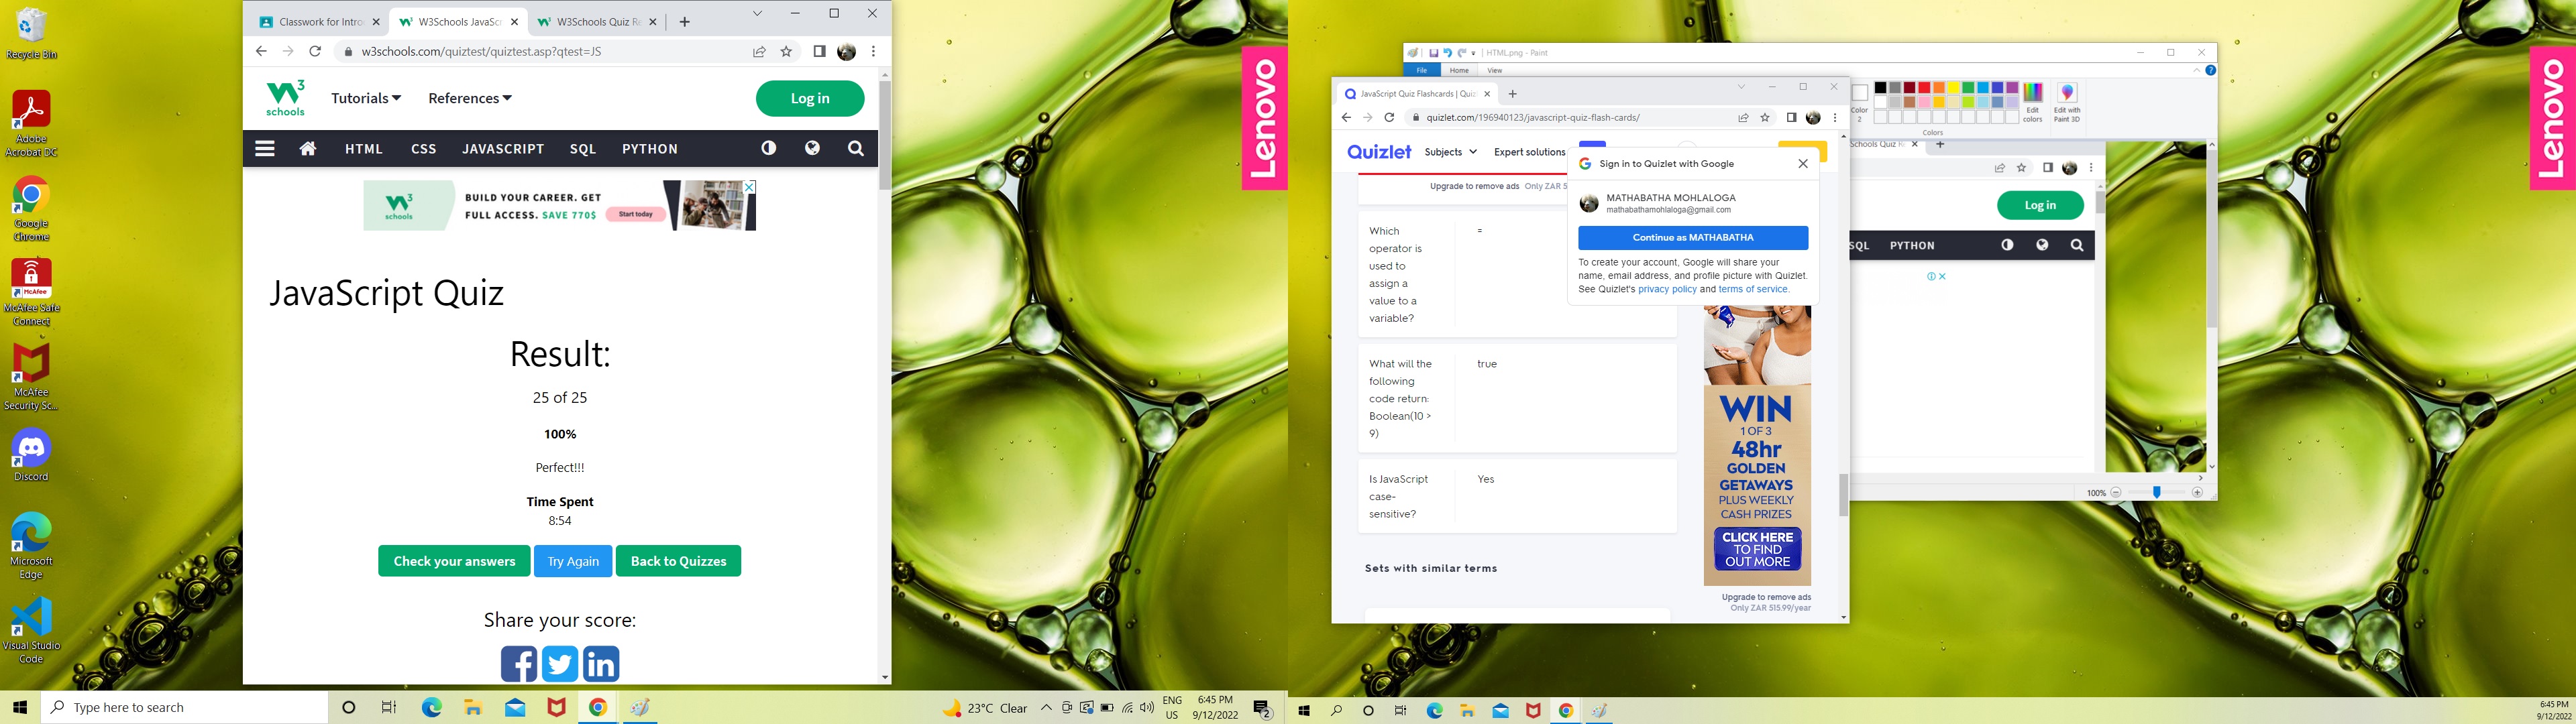 Recycle Bin
Adobe
Acrobat DC
Google
Chrome
McAfee
McAfee Safe
Connect
McAfee
Security Sc...
Discord
Microsoft
Edge
Visual Studio
Code
Classwork for Intro
W3Schools JavaScr
W3Schools Quiz Re
w3schools.com/quiztest/quiztest.asp?qtest=JS
W3 schools
Tutorials
References
Log in
HTML
CSS
JAVASCRIPT
SQL
PYTHON
W3 schools
BUILD YOUR CAREER. GET
FULL ACCESS. SAVE 770$
Start today
JavaScript Quiz
Result:
25 of 25
100%
Perfect!!!
Time Spent
8:54
Check your answers
Try Again
Back to Quizzes
Share your score:
Lenovo
Type here to search
23°C Clear
ENG
US
6:45 PM
9/12/2022
2
HTML.png - Paint
File
Home
View
Color
2
Edit
colors
Edit with
Paint 3D
Colors
JavaScript Quiz Flashcards | Quiz
quizlet.com/196940123/javascript-quiz-flash-cards/
Quizlet
Subjects
Expert solutions
Upgrade to remove ads
Only ZAR 5
Sign in to Quizlet with Google
MATHABATHA MOHLALOGA
mathabathamohlaloga@gmail.com
Continue as MATHABATHA
To create your account, Google will share your
name, email address, and profile picture with Quizlet.
See Quizlet's privacy policy and terms of service.
Which
operator is
used to
assign a
value to a
variable?
=
What will the
following
code return:
Boolean(10 >
9)
true
Is JavaScript
case-
sensitive?
Yes
Sets with similar terms
WIN
1 OF 3
48hr
GOLDEN
GETAWAYS
PLUS WEEKLY
CASH PRIZES
CLICK HERE
TO FIND
OUT MORE
Upgrade to remove ads
Only ZAR 515.99/year
Schools Quiz Re
Log in
SQL
PYTHON
100%
Lenovo
6:45 PM
9/12/2022